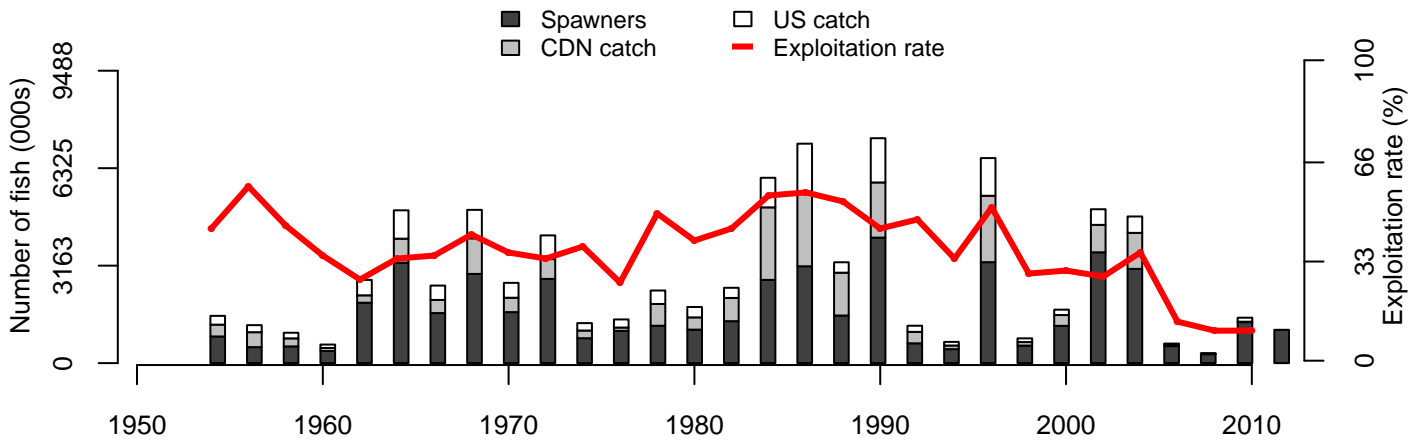 Spawners
US catch
CDN catch
Exploitation rate
Number of fish (000s)
9488
6325
3163
0
100
66
33
0
Exploitation rate (%)
1950
1960
1970
1980
1990
2000
2010